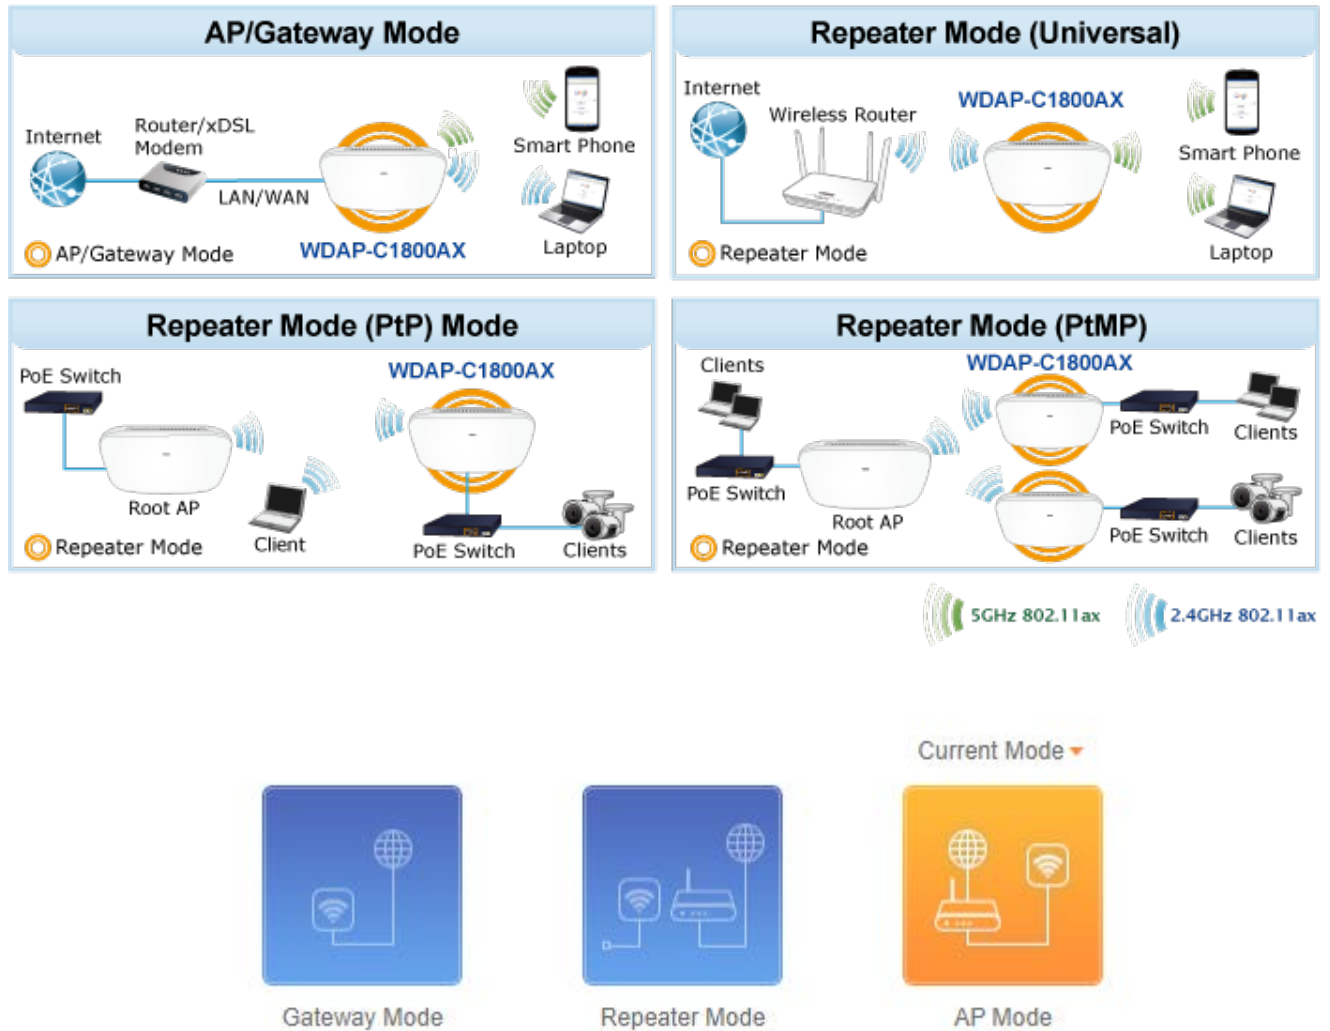 AP/Gateway Mode
Internet
Router/xDSL
Modem
LAN/WAN
WDAP-C1800AX
Smart Phone
Laptop
AP/Gateway Mode
Repeater Mode (Universal)
Internet
Wireless Router
WDAP-C1800AX
Smart Phone
Laptop
Repeater Mode
Repeater Mode (PtP) Mode
PoE Switch
WDAP-C1800AX
Root AP
Client
PoE Switch
Clients
Repeater Mode
Repeater Mode (PtMP)
Clients
WDAP-C1800AX
PoE Switch
Clients
PoE Switch
Root AP
PoE Switch
Clients
Repeater Mode
5GHz 802.11ax
2.4GHz 802.11ax
Current Mode
Gateway Mode
Repeater Mode
AP Mode